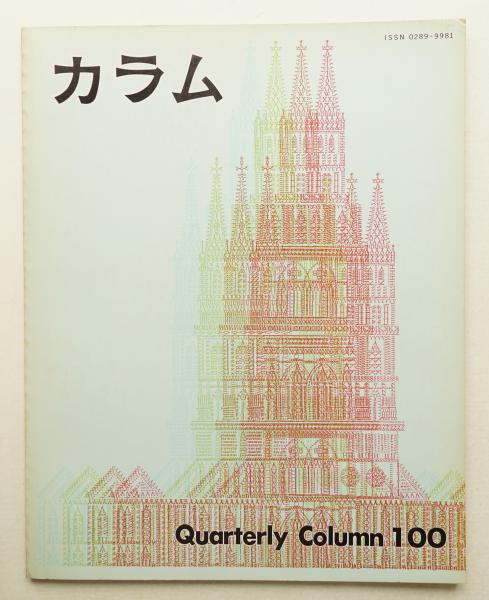 ISSN 0289-9981
カラム
Quarterly Column 100